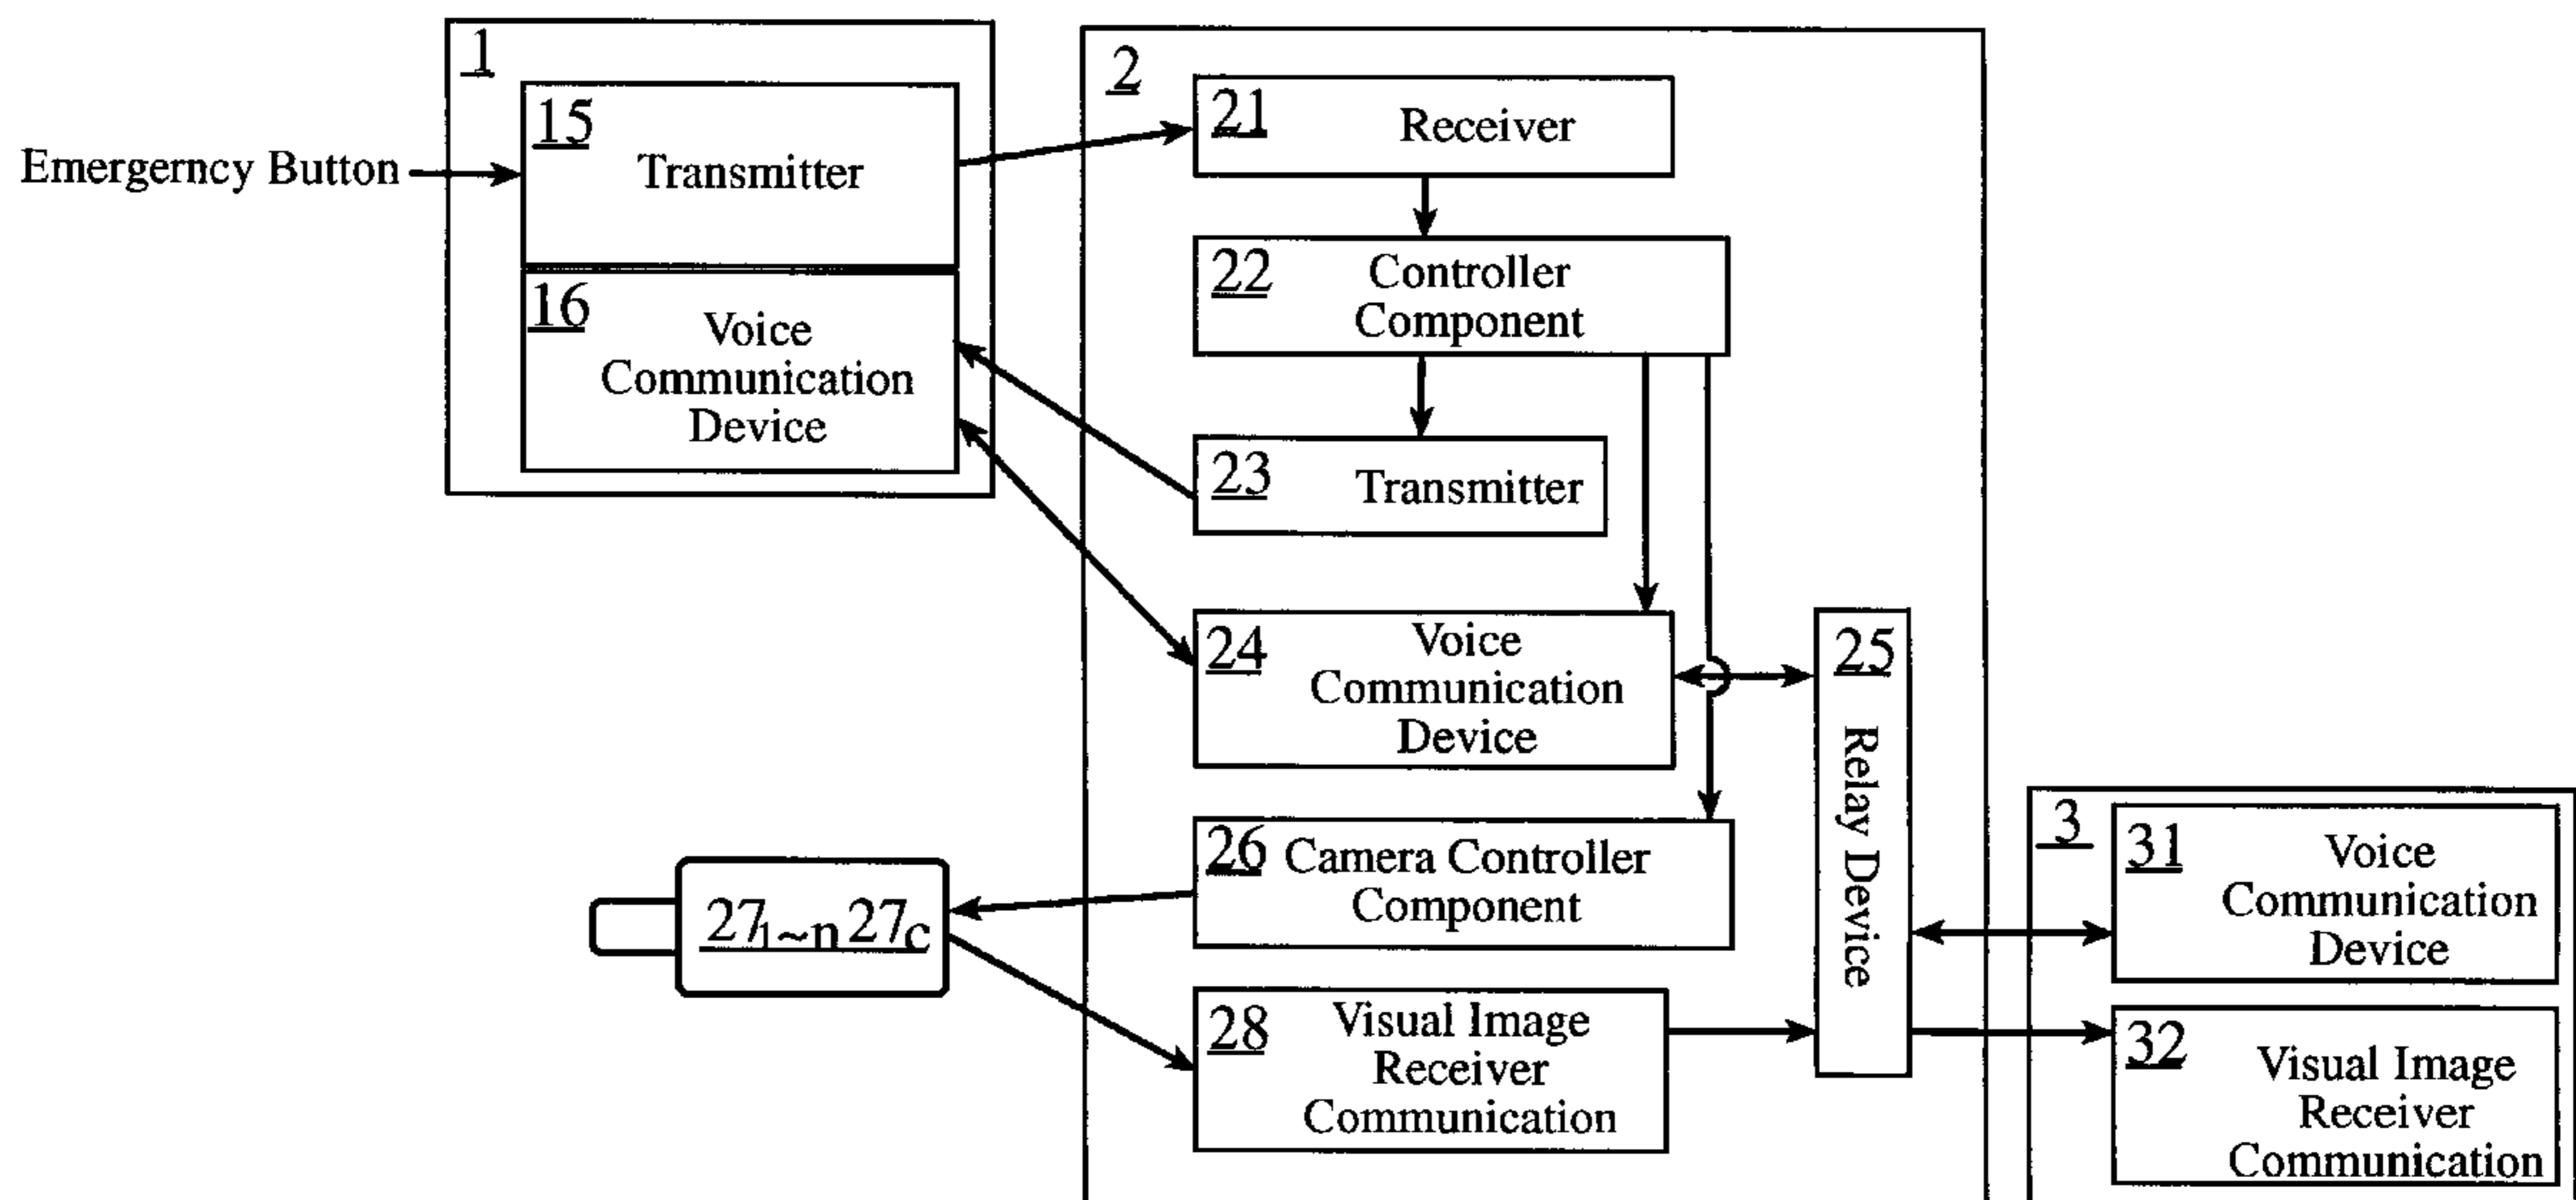 1
15
Transmitter
Emergerncy Button
16
Voice
Communication
Device
2
21
Receiver
22
Controller
Component
23
Transmitter
24
Voice
Communication
Device
25
Relay Device
26
Camera Controller
Component
27₁~n 27c
28
Visual Image
Receiver
Communication
3
31
Voice
Communication
Device
32
Visual Image
Receiver
Communication